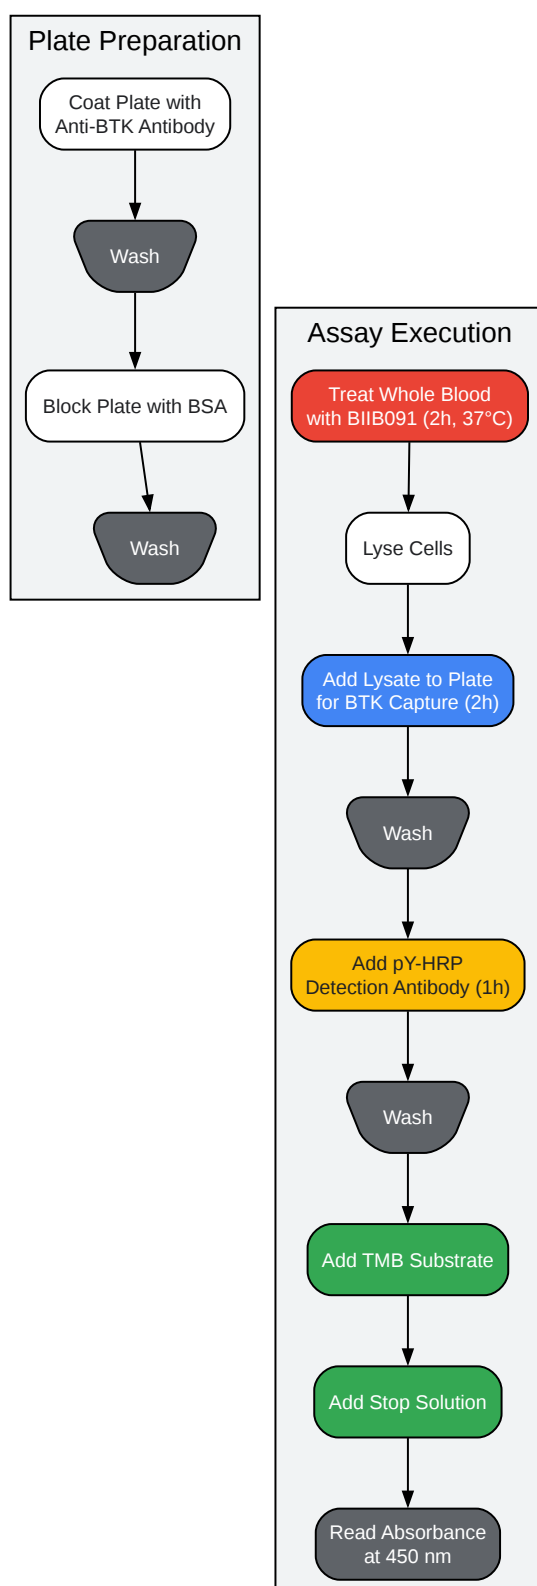 Plate Preparation
Coat Plate with
Anti-BTK Antibody
Wash
Block Plate with BSA
Wash
Assay Execution
Treat Whole Blood
with BIIB091 (2h, 37°C)
Lyse Cells
Add Lysate to Plate
for BTK Capture (2h)
Wash
Add pY-HRP
Detection Antibody (1h)
Wash
Add TMB Substrate
Add Stop Solution
Read Absorbance
at 450 nm